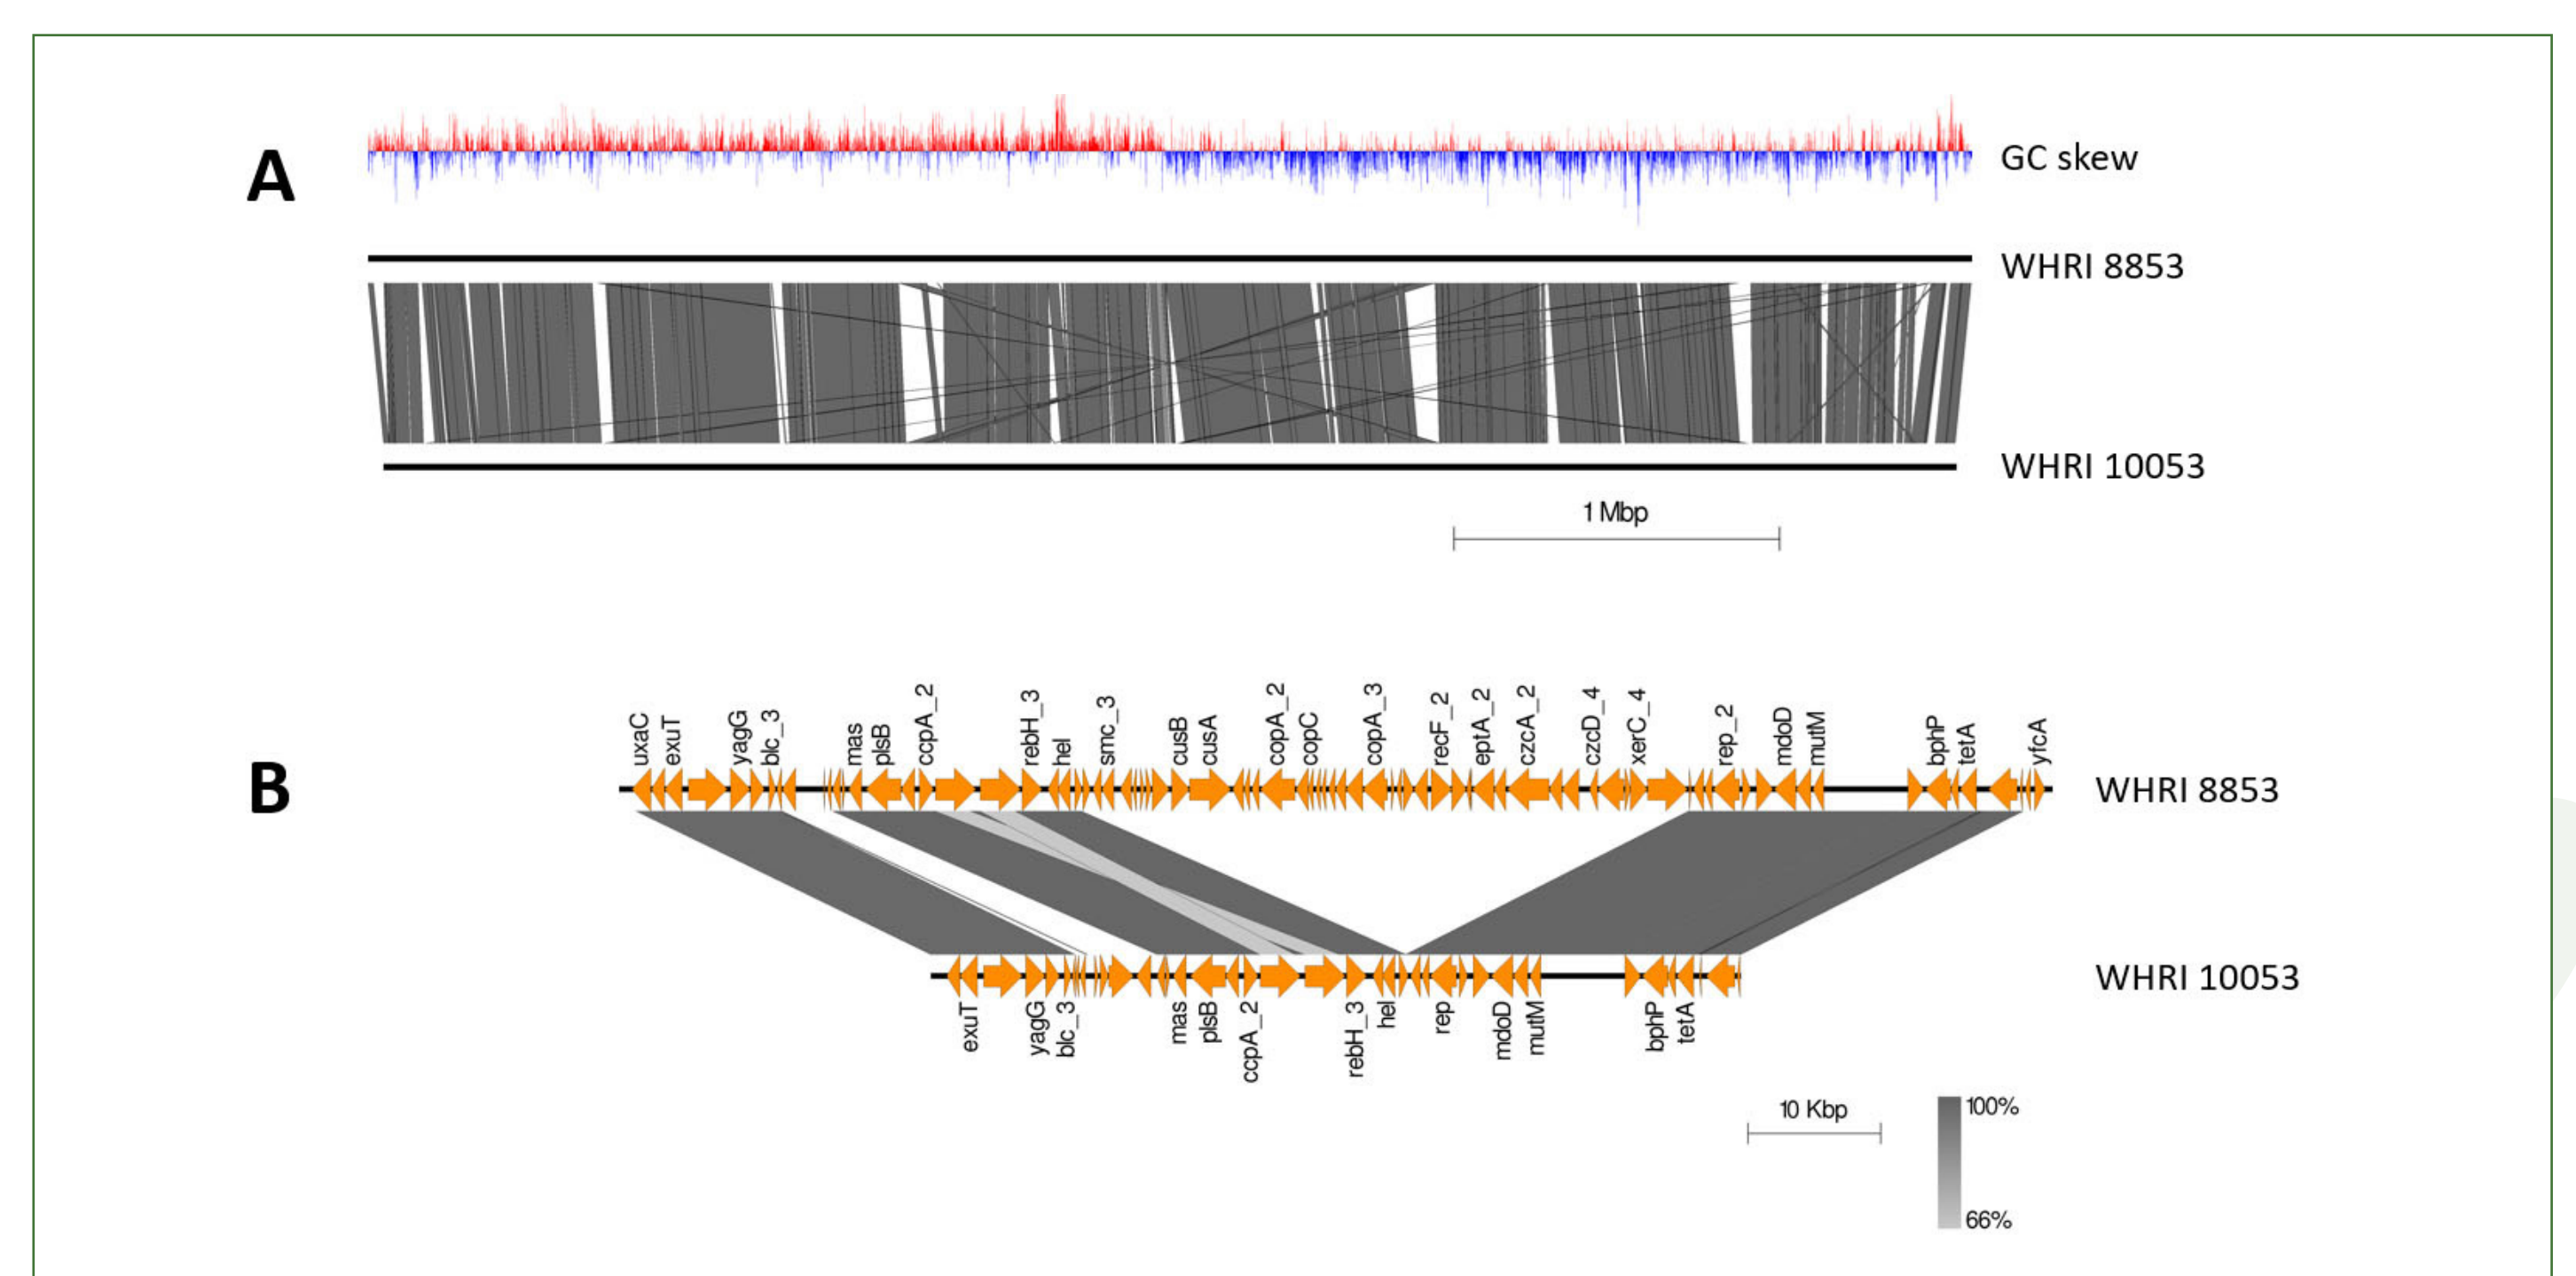 A
GC skew
WHRI 8853
WHRI 10053
1 Mbp
B
uxaC
exuT
yagG
blc_3
mas
plsB
ccpA_2
rebH_3
hel
smc_3
cusB
cusA
copA_2
copC
copA_3
recF_2
eptA_2
czcA_2
czcD_4
xerC_4
rep_2
mdoD
mutM
bphP
tetA
yfcA
WHRI 8853
WHRI 10053
exuT
yagG
blc_3
mas
plsB
ccpA_2
rebH_3
hel
rep
mdoD
mutM
bphP
tetA
10 Kbp
100%
66%